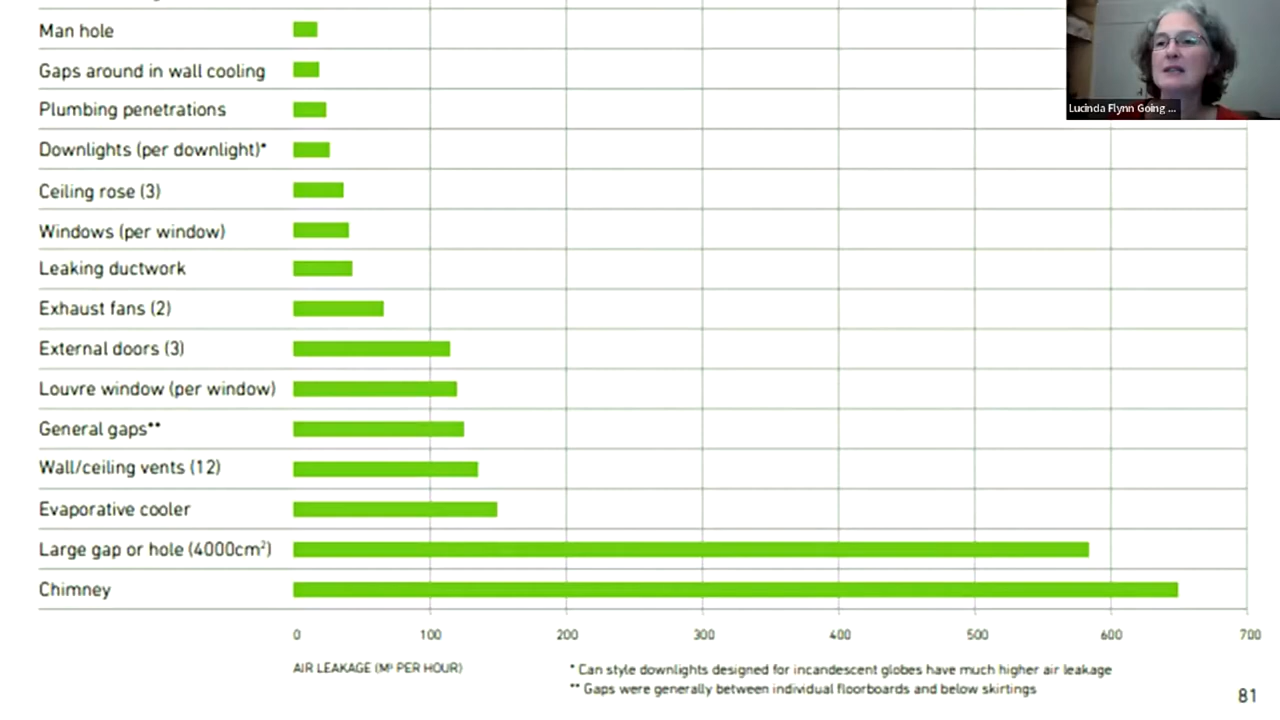 Man hole
Gaps around in wall cooling
Plumbing penetrations
Downlights (per downlight)*
Ceiling rose (3)
Windows (per window)
Leaking ductwork
Exhaust fans (2)
External doors (3)
Louvre window (per window)
General gaps**
Wall/ceiling vents (12)
Evaporative cooler
Large gap or hole (4000cm²)
Chimney
0 100 200 300 400 500 600 700
AIR LEAKAGE (M³ PER HOUR)
* Can style downlights designed for incandescent globes have much higher air leakage
** Gaps were generally between individual floorboards and below skirtings
81
Lucinda Flynn Going ...